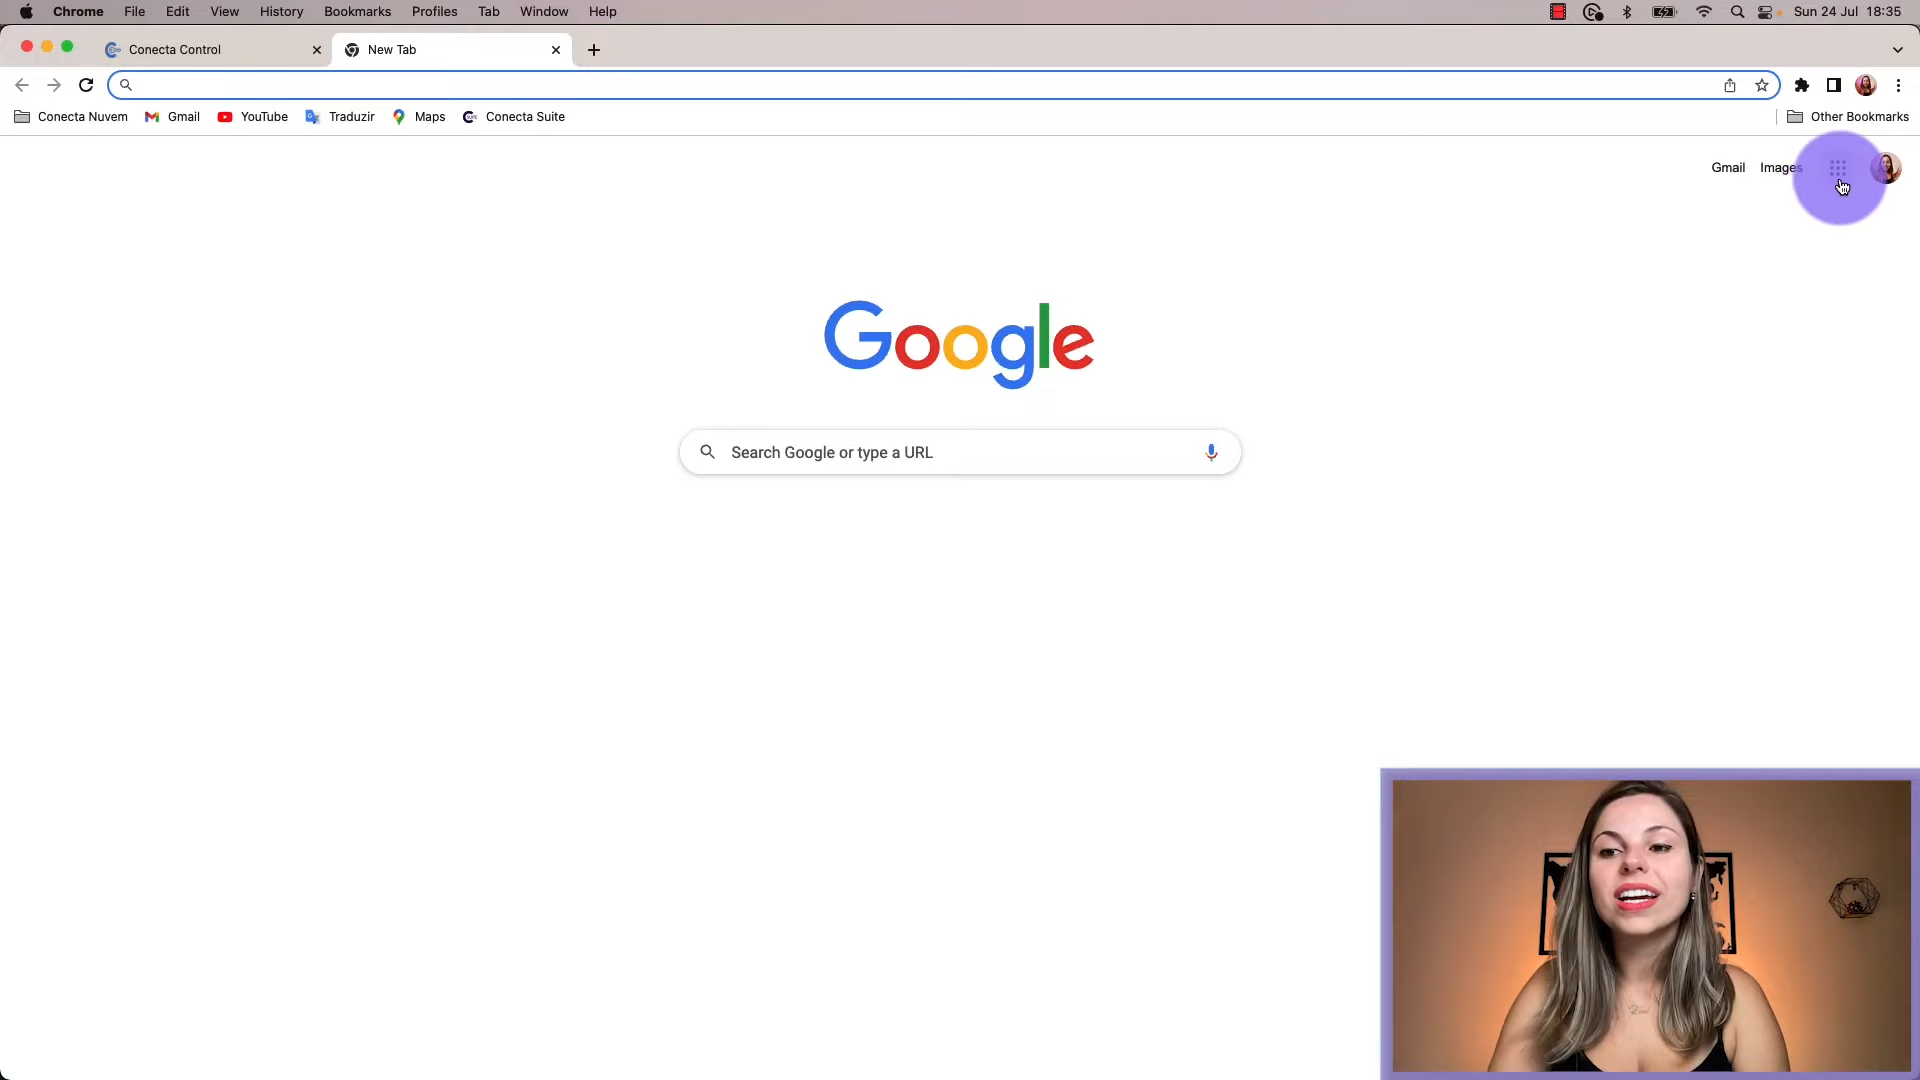 Chrome File Edit View History Bookmarks Profiles Tab Window Help Sun 24 Jul 18:35
Conecta Control New Tab
Conecta Nuvem Gmail YouTube Traduzir Maps Conecta Suite Other Bookmarks
Gmail Images
Google
Search Google or type a URL